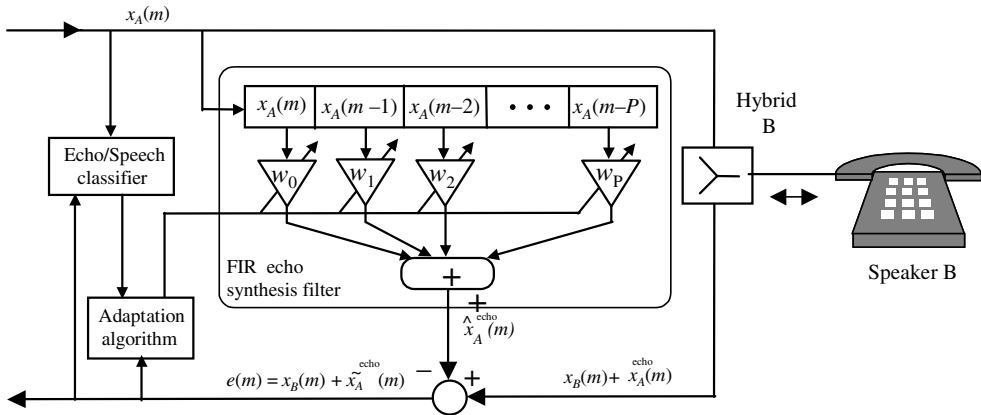 x_A(m)
x_A(m) x_A(m –1) x_A(m–2) • • • x_A(m–P)
Hybrid
B
Echo/Speech
classifier
w_0 w_1 w_2 w_P
FIR echo
synthesis filter
+
+
Speaker B
Adaptation
algorithm
x̂_A^echo(m)
e(m) = x_B(m) + x̃_A^echo(m)
–
+
x_B(m)+ x_A^echo(m)